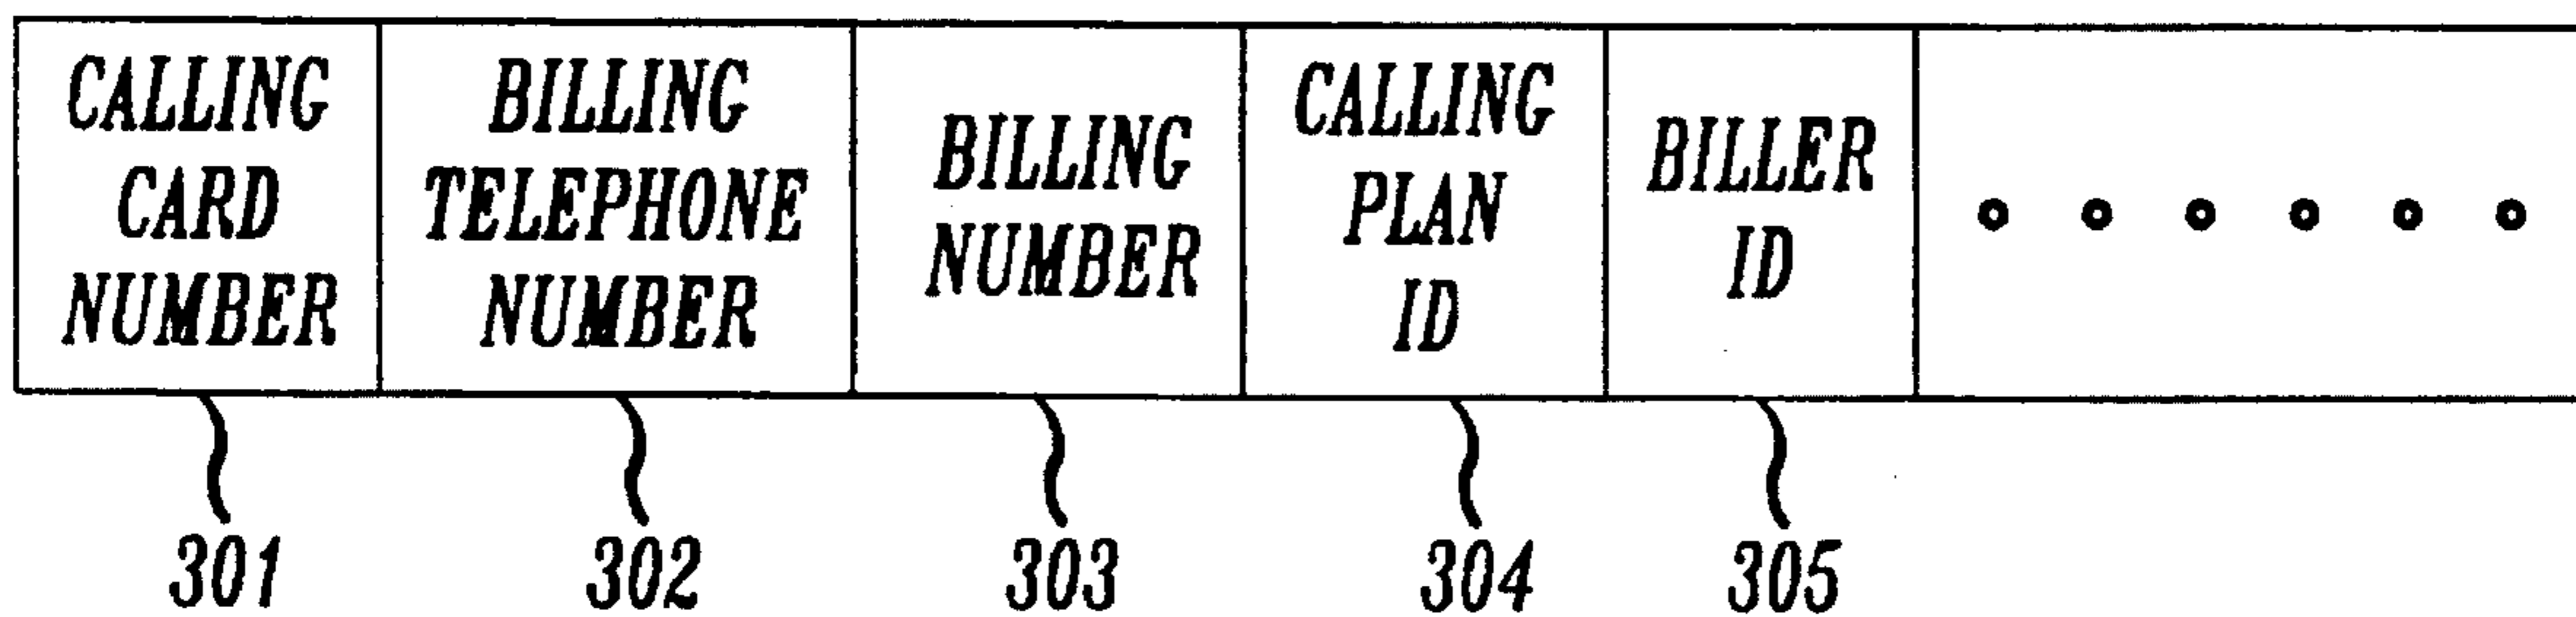 CALLING
CARD
NUMBER
BILLING
TELEPHONE
NUMBER
BILLING
NUMBER
CALLING
PLAN
ID
BILLER
ID
301
302
303
304
305